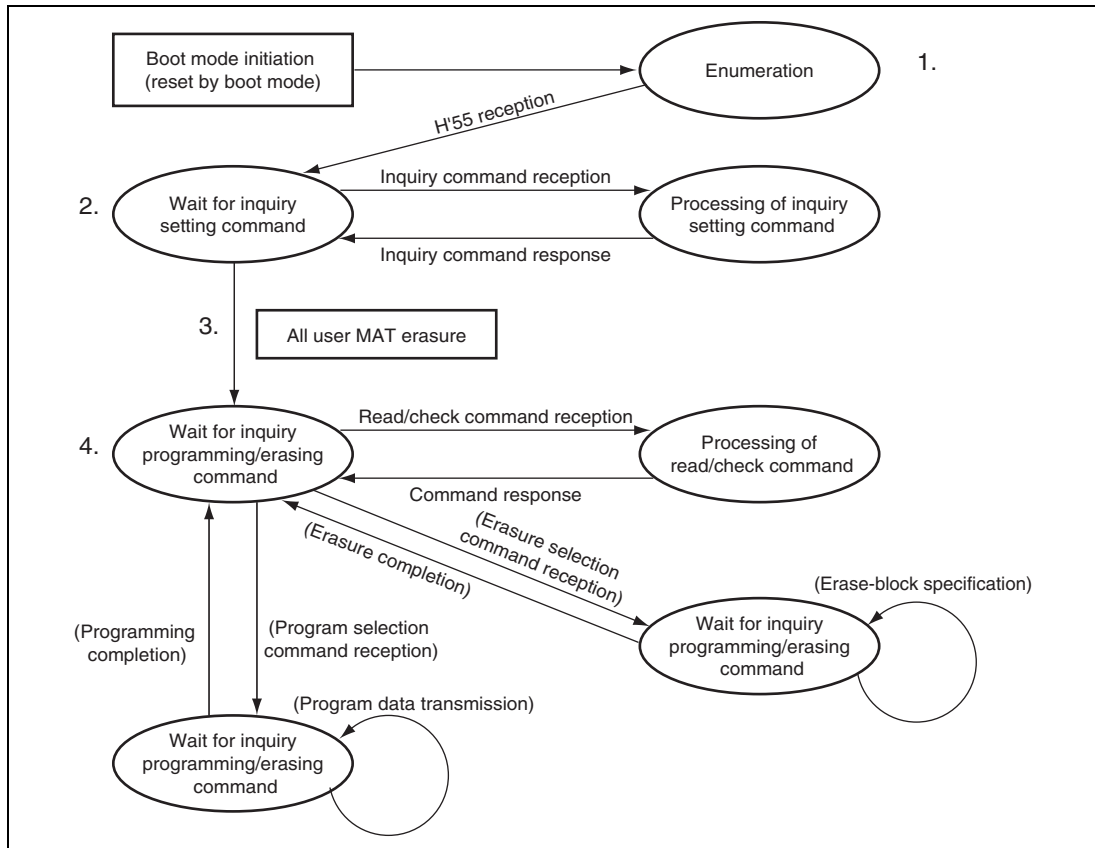 Boot mode initiation
(reset by boot mode)
Enumeration
1.
H'55 reception
2.
Wait for inquiry
setting command
Inquiry command reception
Processing of inquiry
setting command
Inquiry command response
3.
All user MAT erasure
4.
Wait for inquiry
programming/erasing
command
Read/check command reception
Processing of
read/check command
Command response
(Erasure selection
command reception)
(Erasure completion)
(Erase-block specification)
Wait for inquiry
programming/erasing
command
(Programming
completion)
(Program selection
command reception)
(Program data transmission)
Wait for inquiry
programming/erasing
command